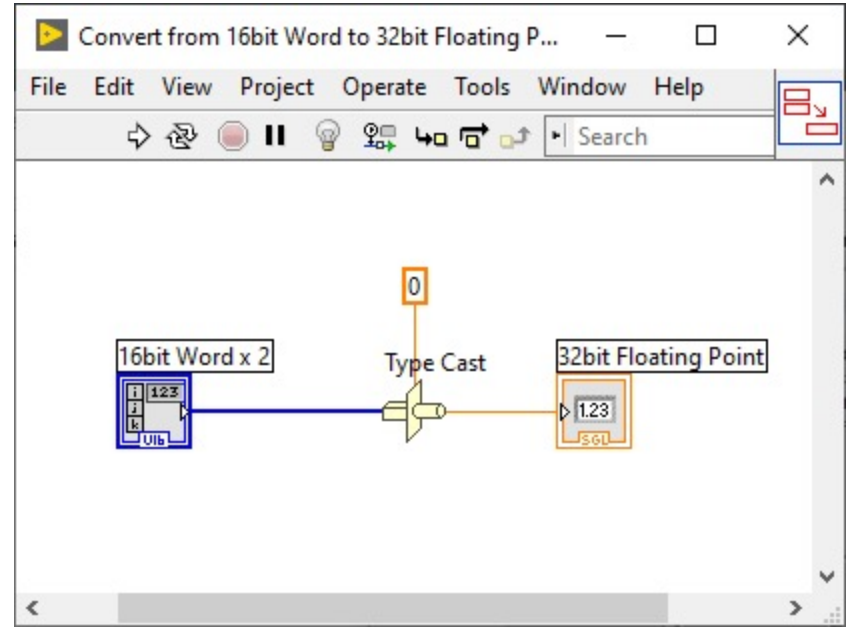 Convert from 16bit Word to 32bit Floating P...
File Edit View Project Operate Tools Window Help
Search
0
16bit Word x 2
Type Cast
32bit Floating Point
i 123
j
k
U16
1.23
SGL